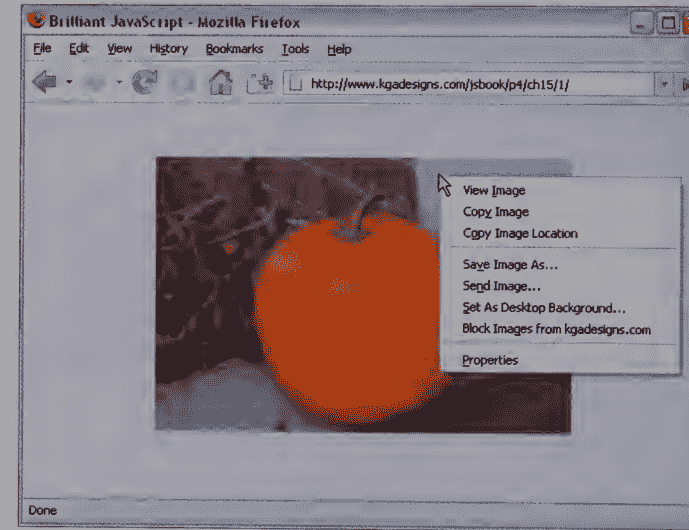 Brilliant JavaScript - Mozilla Firefox
File Edit View History Bookmarks Tools Help
http://www.kgadesigns.com/jsbook/p4/ch15/1/
View Image
Copy Image
Copy Image Location
Save Image As...
Send Image...
Set As Desktop Background...
Block Images from kgadesigns.com
Properties
Done